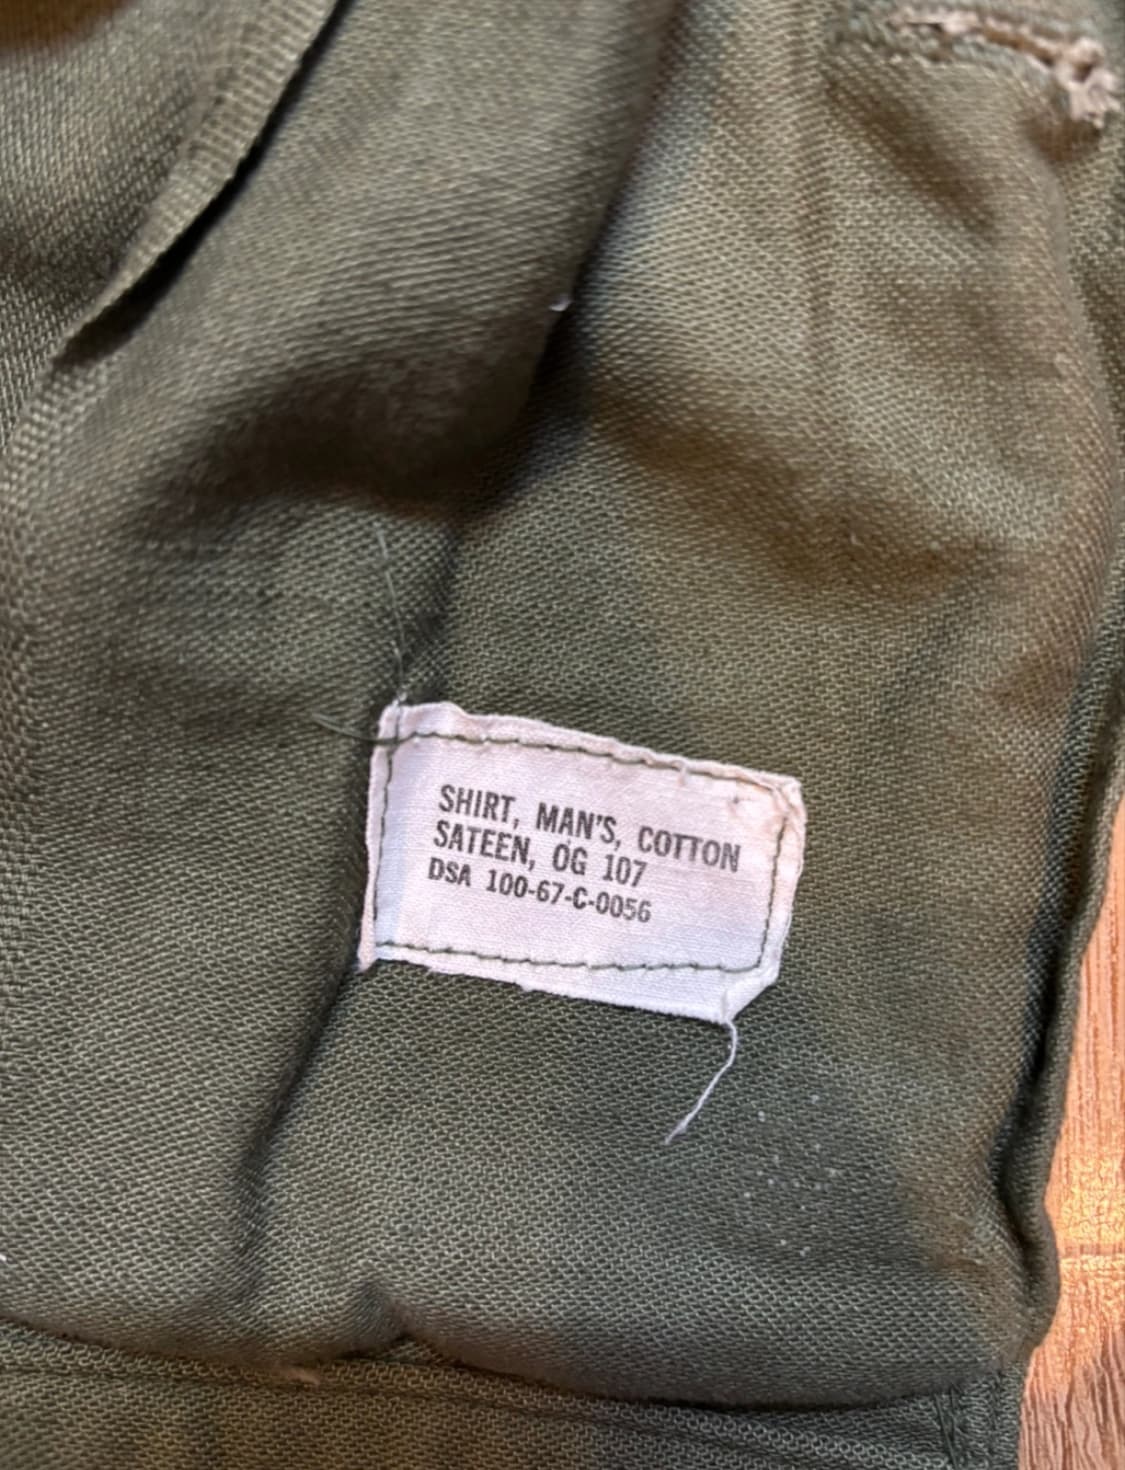 SHIRT, MAN'S, COTTON
SATEEN, OG 107
DSA 100-67-C-0056